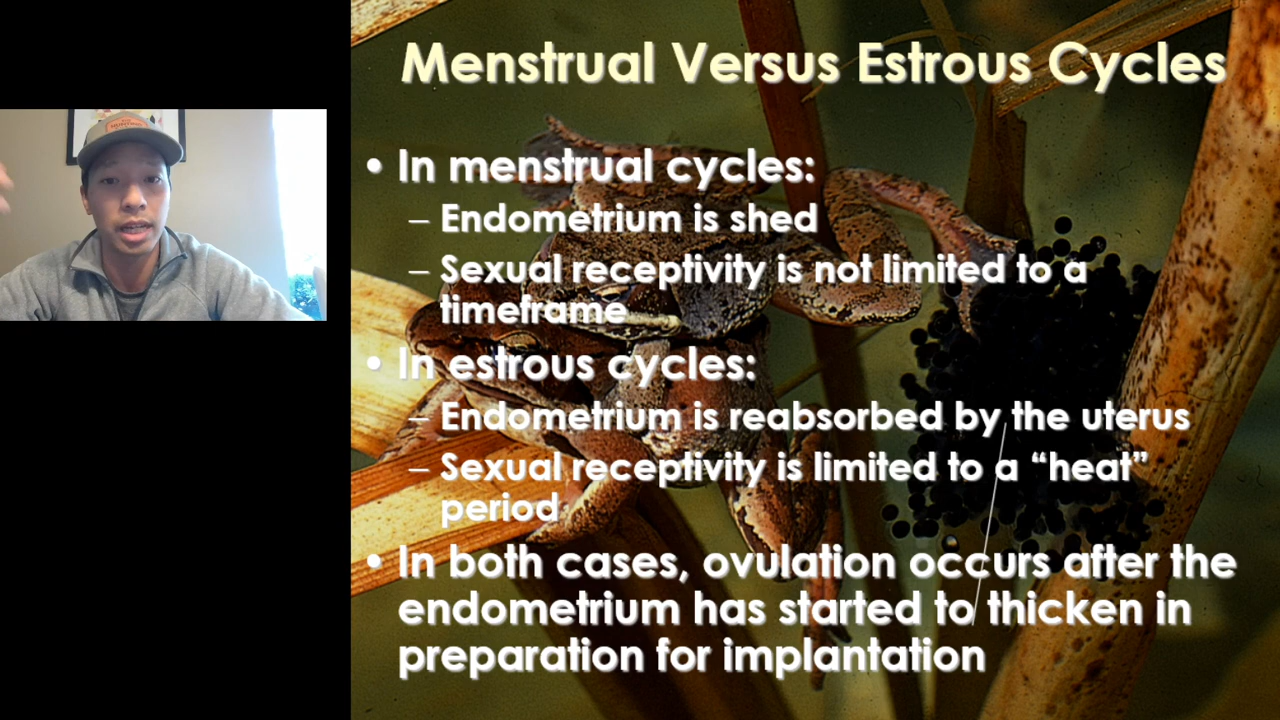 Menstrual Versus Estrous Cycles
• In menstrual cycles:
– Endometrium is shed
– Sexual receptivity is not limited to a
timeframe
• In estrous cycles:
– Endometrium is reabsorbed by the uterus
– Sexual receptivity is limited to a “heat”
period
• In both cases, ovulation occurs after the
endometrium has started to thicken in
preparation for implantation